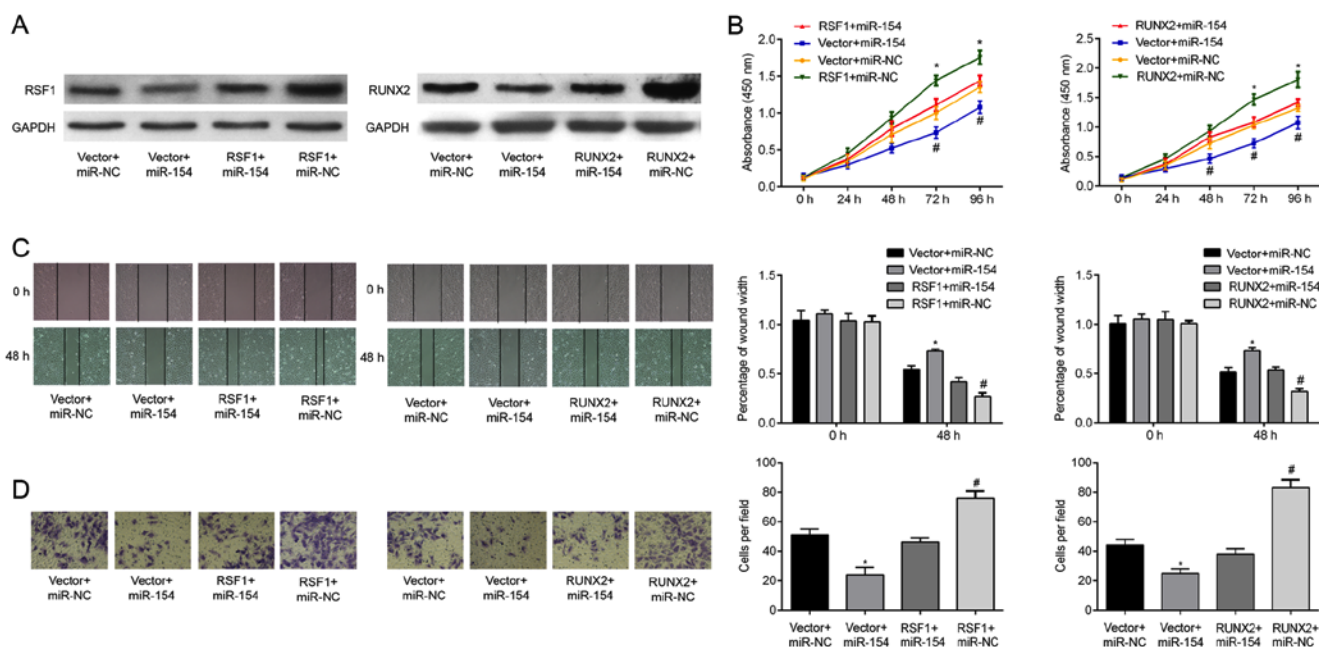 A
RSF1
GAPDH
Vector+
miR-NC
Vector+
miR-154
RSF1+
miR-154
RSF1+
miR-NC
RUNX2
GAPDH
Vector+
miR-NC
Vector+
miR-154
RUNX2+
miR-154
RUNX2+
miR-NC
B
RSF1+miR-154
Vector+miR-154
Vector+miR-NC
RSF1+miR-NC
Absorbance (450 nm)
2.0
1.5
1.0
0.5
0.0
* *
# #
0 h 24 h 48 h 72 h 96 h
RUNX2+miR-154
Vector+miR-154
Vector+miR-NC
RUNX2+miR-NC
Absorbance (450 nm)
2.5
2.0
1.5
1.0
0.5
0.0
* *
# # #
0 h 24 h 48 h 72 h 96 h
C
0 h
48 h
Vector+
miR-NC
Vector+
miR-154
RSF1+
miR-154
RSF1+
miR-NC
0 h
48 h
Vector+
miR-NC
Vector+
miR-154
RUNX2+
miR-154
RUNX2+
miR-NC
Vector+miR-NC
Vector+miR-154
RSF1+miR-154
RSF1+miR-NC
Percentage of wound width
1.5
1.0
0.5
0.0
*
#
0 h 48 h
Vector+miR-NC
Vector+miR-154
RUNX2+miR-154
RUNX2+miR-NC
Percentage of wound width
1.5
1.0
0.5
0.0
*
#
0 h 48 h
D
Vector+
miR-NC
Vector+
miR-154
RSF1+
miR-154
RSF1+
miR-NC
Vector+
miR-NC
Vector+
miR-154
RUNX2+
miR-154
RUNX2+
miR-NC
Cells per field
100
80
60
40
20
0
*
#
Vector+
miR-NC
Vector+
miR-154
RSF1+
miR-154
RSF1+
miR-NC
Cells per field
100
80
60
40
20
0
*
#
Vector+
miR-NC
Vector+
miR-154
RUNX2+
miR-154
RUNX2+
miR-NC